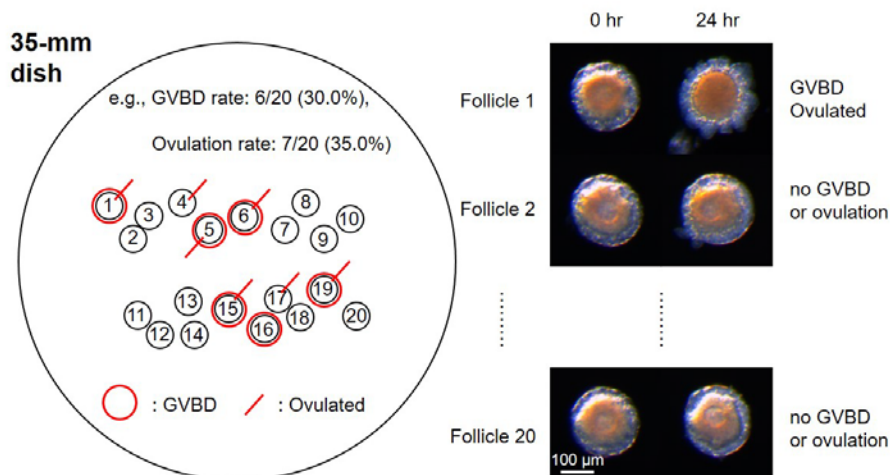 35-mm
dish
e.g., GVBD rate: 6/20 (30.0%),
Ovulation rate: 7/20 (35.0%)
1
2
3
4
5
6
7
8
9
10
11
12
13
14
15
16
17
18
19
20
: GVBD
: Ovulated
0 hr
24 hr
Follicle 1
GVBD
Ovulated
Follicle 2
no GVBD
or ovulation
Follicle 20
100 µm
no GVBD
or ovulation